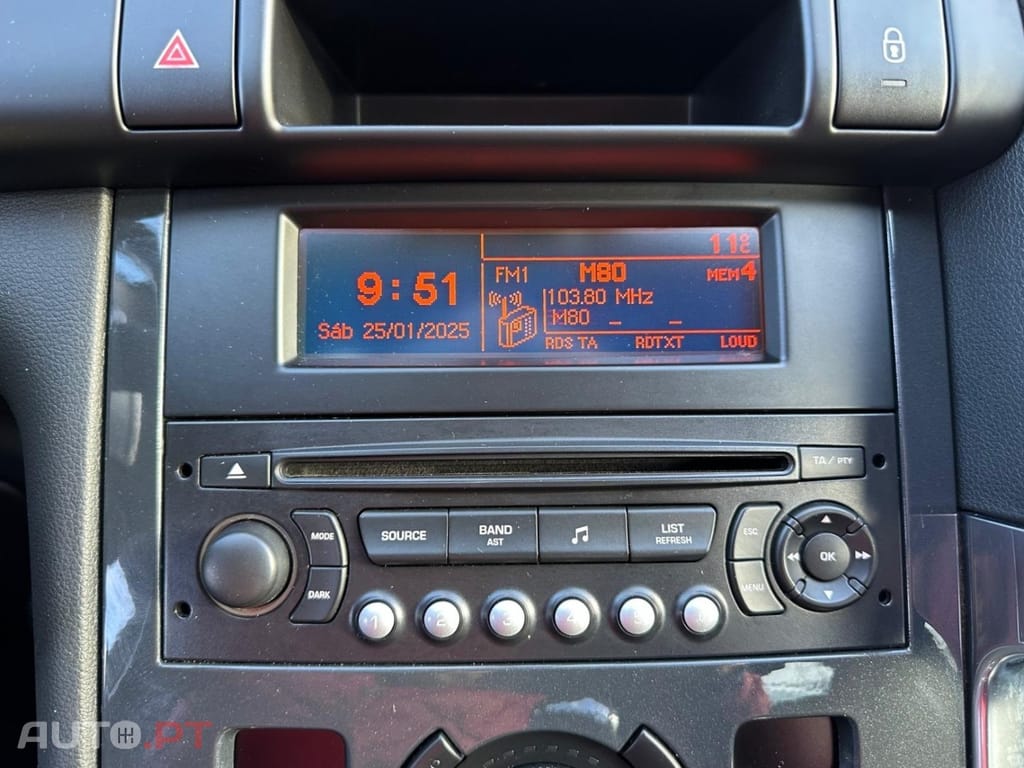 11°C
FM1 M80 MEM4
9:51
103.80 MHz
M80 _ _
Sáb 25/01/2025
RDS TA RDTXT LOUD
TA / PTY
MODE
SOURCE
BAND
AST
LIST
REFRESH
ESC
OK
DARK
MENU
1 2 3 4 5 6
AUTO.PT